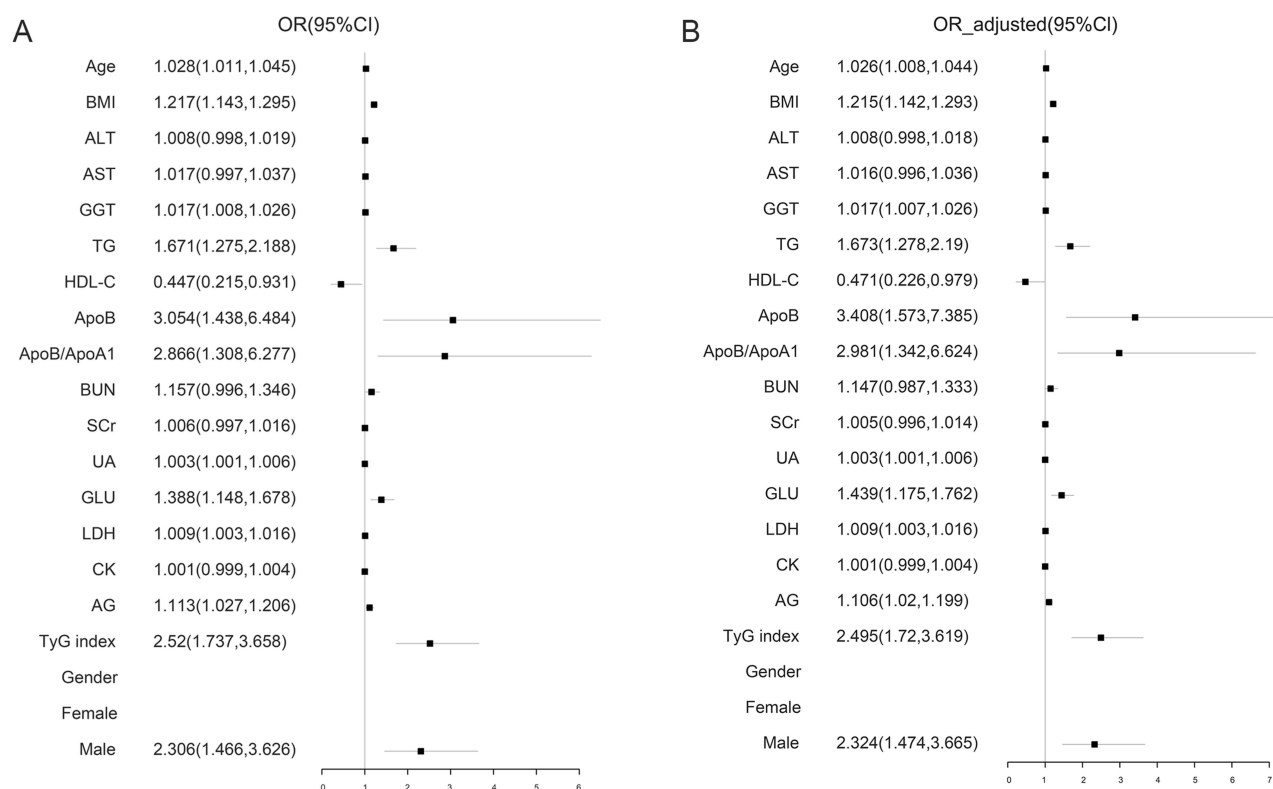 A
OR(95%CI)
Age 1.028(1.011,1.045)
BMI 1.217(1.143,1.295)
ALT 1.008(0.998,1.019)
AST 1.017(0.997,1.037)
GGT 1.017(1.008,1.026)
TG 1.671(1.275,2.188)
HDL-C 0.447(0.215,0.931)
ApoB 3.054(1.438,6.484)
ApoB/ApoA1 2.866(1.308,6.277)
BUN 1.157(0.996,1.346)
SCr 1.006(0.997,1.016)
UA 1.003(1.001,1.006)
GLU 1.388(1.148,1.678)
LDH 1.009(1.003,1.016)
CK 1.001(0.999,1.004)
AG 1.113(1.027,1.206)
TyG index 2.52(1.737,3.658)
Gender
Female
Male 2.306(1.466,3.626)
0 1 2 3 4 5 6
B
OR_adjusted(95%CI)
Age 1.026(1.008,1.044)
BMI 1.215(1.142,1.293)
ALT 1.008(0.998,1.018)
AST 1.016(0.996,1.036)
GGT 1.017(1.007,1.026)
TG 1.673(1.278,2.19)
HDL-C 0.471(0.226,0.979)
ApoB 3.408(1.573,7.385)
ApoB/ApoA1 2.981(1.342,6.624)
BUN 1.147(0.987,1.333)
SCr 1.005(0.996,1.014)
UA 1.003(1.001,1.006)
GLU 1.439(1.175,1.762)
LDH 1.009(1.003,1.016)
CK 1.001(0.999,1.004)
AG 1.106(1.02,1.199)
TyG index 2.495(1.72,3.619)
Gender
Female
Male 2.324(1.474,3.665)
0 1 2 3 4 5 6 7